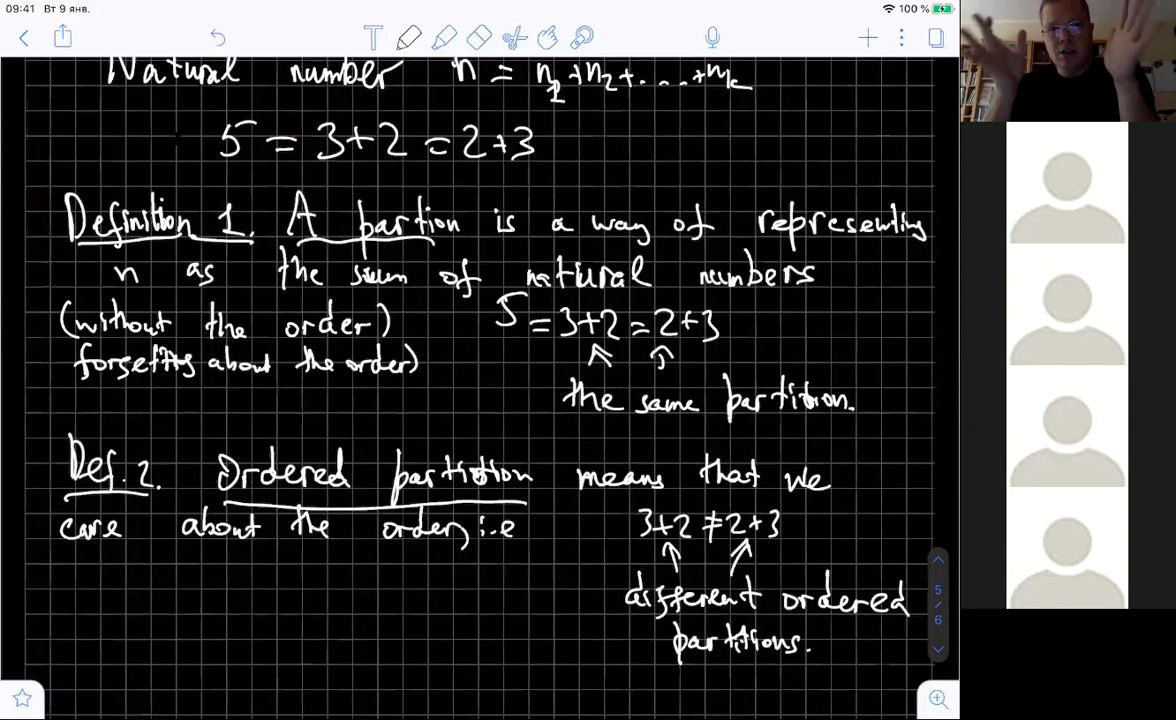 09:41 Вт 9 янв. 100 %
Natural number n = n1+n2+....+nk
5 = 3+2 = 2+3
Definition 1. A partion is a way of representing
n as the sum of natural numbers
(without the order) 5 = 3+2 = 2+3
forgetting about the order)
the same partition.
Def. 2. Ordered partition means that we
care about the order, i.e 3+2 ≠ 2+3
different ordered
partitions.
5
/
6